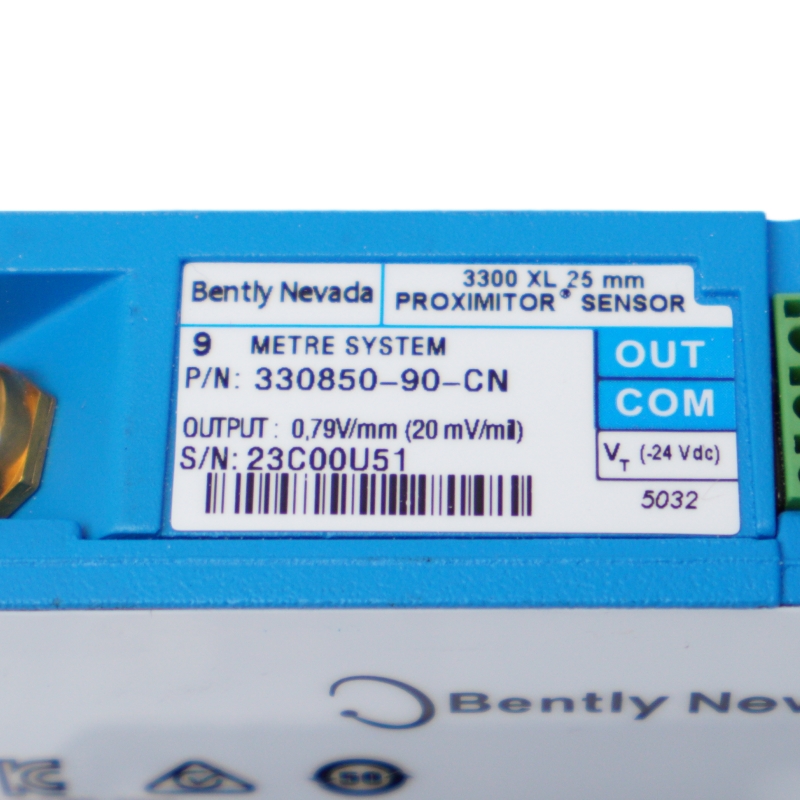 Bently Nevada
3300 XL 25 mm
PROXIMITOR® SENSOR
9 METRE SYSTEM
P/N: 330850-90-CN
OUTPUT: 0,79V/mm (20 mV/mil)
S/N: 23C00U51
OUT
COM
VT (-24 Vdc)
5032
Bently Nev